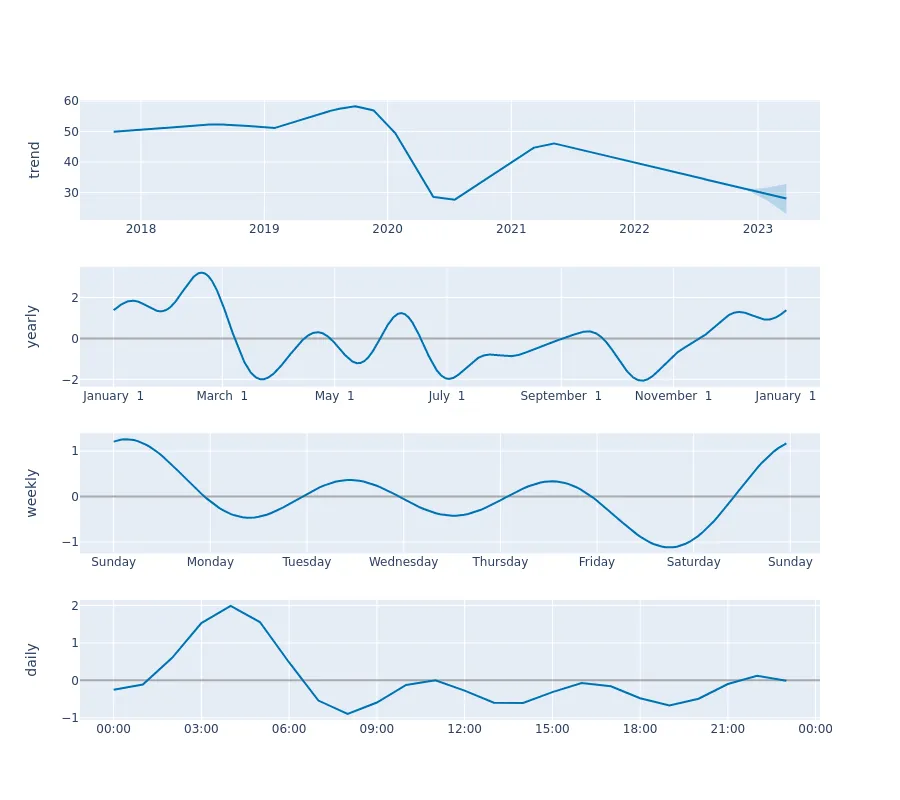 trend
60
50
40
30
2018 2019 2020 2021 2022 2023
yearly
2
0
−2
January 1 March 1 May 1 July 1 September 1 November 1 January 1
weekly
1
0
−1
Sunday Monday Tuesday Wednesday Thursday Friday Saturday Sunday
daily
2
1
0
−1
00:00 03:00 06:00 09:00 12:00 15:00 18:00 21:00 00:00